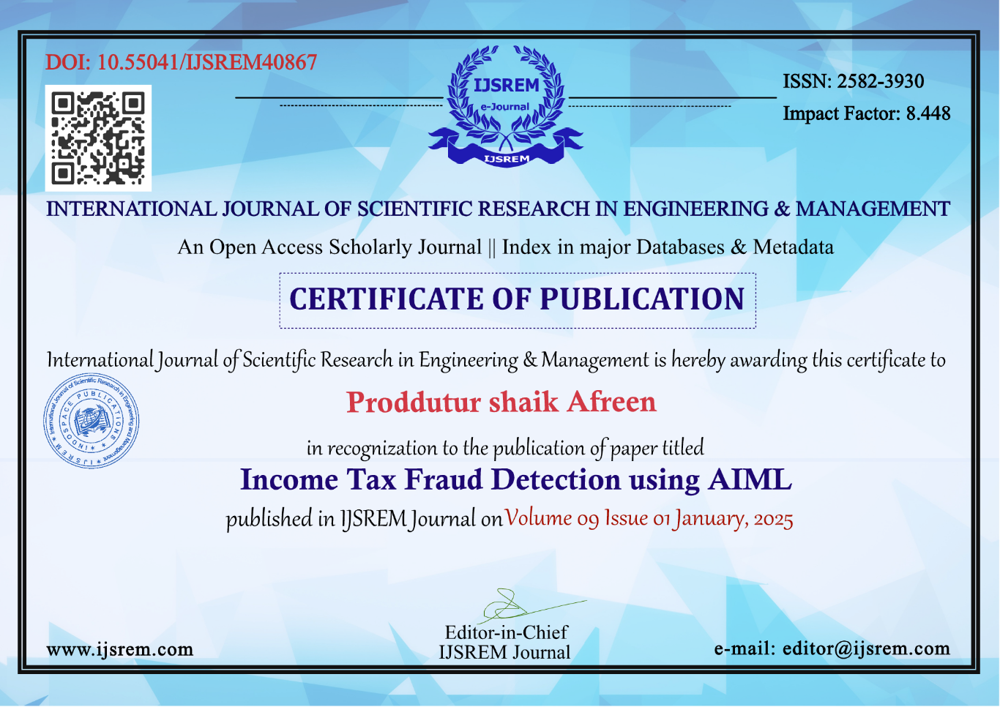 DOI: 10.55041/IJSREM40867
IJSREM
e-Journal
IJSREM
ISSN: 2582-3930
Impact Factor: 8.448
INTERNATIONAL JOURNAL OF SCIENTIFIC RESEARCH IN ENGINEERING & MANAGEMENT
An Open Access Scholarly Journal || Index in major Databases & Metadata
CERTIFICATE OF PUBLICATION
International Journal of Scientific Research in Engineering & Management is hereby awarding this certificate to
International Journal of Scientific Research in Engineering and Management
★ IJSREM ★
INDOSPACE PUBLICATIONS
Proddutur shaik Afreen
in recognization to the publication of paper titled
Income Tax Fraud Detection using AIML
published in IJSREM Journal on Volume 09 Issue 01 January, 2025
Editor-in-Chief
IJSREM Journal
www.ijsrem.com
e-mail: editor@ijsrem.com